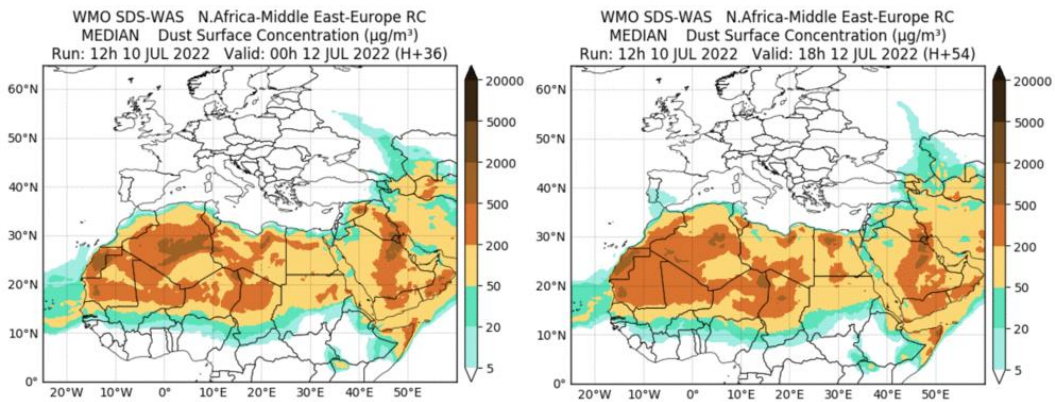 WMO SDS-WAS N.Africa-Middle East-Europe RC
MEDIAN Dust Surface Concentration (µg/m³)
Run: 12h 10 JUL 2022 Valid: 00h 12 JUL 2022 (H+36)
60°N
50°N
40°N
30°N
20°N
10°N
0°
20°W
10°W
0°
10°E
20°E
30°E
40°E
50°E
20000
5000
2000
500
200
50
20
5
WMO SDS-WAS N.Africa-Middle East-Europe RC
MEDIAN Dust Surface Concentration (µg/m³)
Run: 12h 10 JUL 2022 Valid: 18h 12 JUL 2022 (H+54)
60°N
50°N
40°N
30°N
20°N
10°N
0°
20°W
10°W
0°
10°E
20°E
30°E
40°E
50°E
20000
5000
2000
500
200
50
20
5